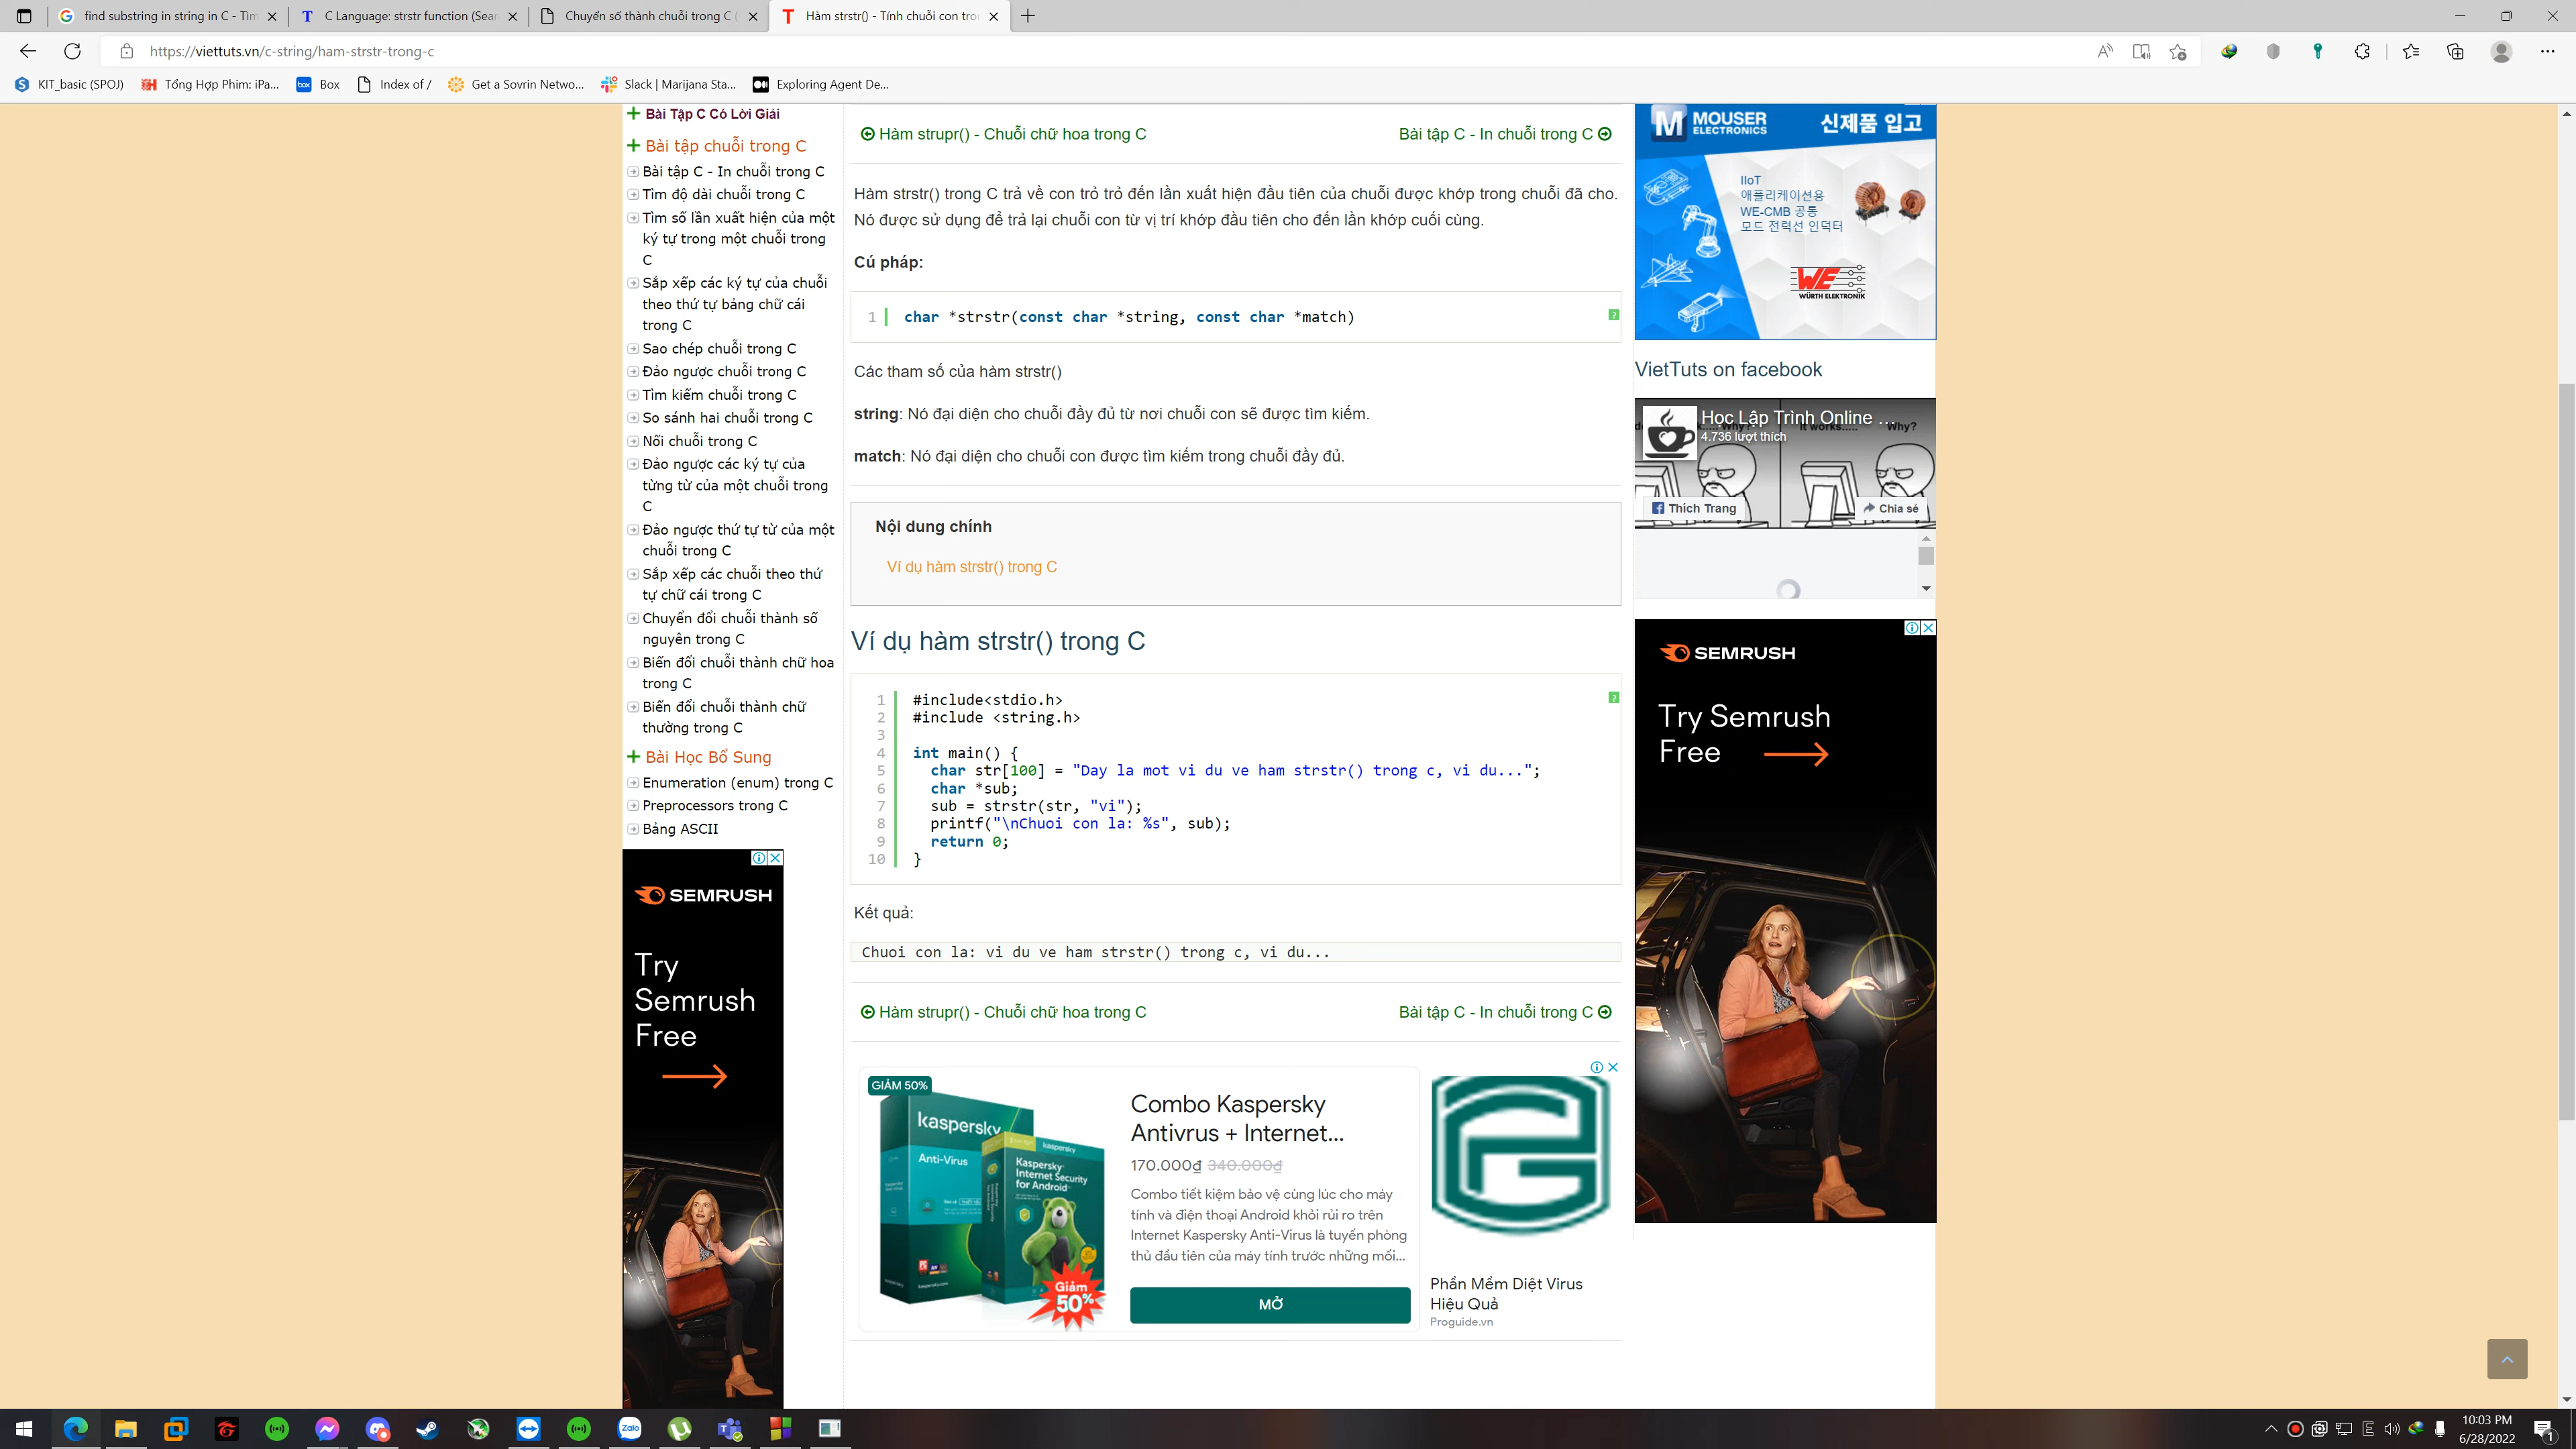 find substring in string in C - Tìm
C Language: strstr function (Sear
Chuyển số thành chuỗi trong C (
Hàm strstr() - Tính chuỗi con tro
https://viettuts.vn/c-string/ham-strstr-trong-c
KIT_basic (SPOJ)
Tổng Hợp Phim: iPa...
Box
Index of /
Get a Sovrin Netwo...
Slack | Marijana Sta...
Exploring Agent De...
Bài Tập C Có Lời Giải
Bài tập chuỗi trong C
Bài tập C - In chuỗi trong C
Tìm độ dài chuỗi trong C
Tìm số lần xuất hiện của một
ký tự trong một chuỗi trong
C
Sắp xếp các ký tự của chuỗi
theo thứ tự bảng chữ cái
trong C
Sao chép chuỗi trong C
Đảo ngược chuỗi trong C
Tìm kiếm chuỗi trong C
So sánh hai chuỗi trong C
Nối chuỗi trong C
Đảo ngược các ký tự của
từng từ của một chuỗi trong
C
Đảo ngược thứ tự từ của một
chuỗi trong C
Sắp xếp các chuỗi theo thứ
tự chữ cái trong C
Chuyển đổi chuỗi thành số
nguyên trong C
Biến đổi chuỗi thành chữ hoa
trong C
Biến đổi chuỗi thành chữ
thường trong C
Bài Học Bổ Sung
Enumeration (enum) trong C
Preprocessors trong C
Bảng ASCII
SEMRUSH
Try
Semrush
Free
Hàm strupr() - Chuỗi chữ hoa trong C
Bài tập C - In chuỗi trong C
Hàm strstr() trong C trả về con trỏ trỏ đến lần xuất hiện đầu tiên của chuỗi được khớp trong chuỗi đã cho.
Nó được sử dụng để trả lại chuỗi con từ vị trí khớp đầu tiên cho đến lần khớp cuối cùng.
Cú pháp:
1 char *strstr(const char *string, const char *match)
?
Các tham số của hàm strstr()
string: Nó đại diện cho chuỗi đầy đủ từ nơi chuỗi con sẽ được tìm kiếm.
match: Nó đại diện cho chuỗi con được tìm kiếm trong chuỗi đầy đủ.
Nội dung chính
Ví dụ hàm strstr() trong C
Ví dụ hàm strstr() trong C
?
1 #include<stdio.h>
2 #include <string.h>
3
4 int main() {
5 char str[100] = "Day la mot vi du ve ham strstr() trong c, vi du...";
6 char *sub;
7 sub = strstr(str, "vi");
8 printf("\nChuoi con la: %s", sub);
9 return 0;
10 }
Kết quả:
Chuoi con la: vi du ve ham strstr() trong c, vi du...
Hàm strupr() - Chuỗi chữ hoa trong C
Bài tập C - In chuỗi trong C
GIẢM 50%
kaspersky
Anti-Virus
kaspersky
Kaspersky
Internet Security
for Android
Giảm
50%
Combo Kaspersky
Antivrus + Internet...
170.000₫ 340.000₫
Combo tiết kiệm bảo vệ cùng lúc cho máy
tính và điện thoại Android khỏi rủi ro trên
Internet Kaspersky Anti-Virus là tuyến phòng
thủ đầu tiên của máy tính trước những mối...
MỞ
Phần Mềm Diệt Virus
Hiệu Quả
Proguide.vn
M MOUSER
ELECTRONICS
신제품 입고
IIoT
애플리케이션용
WE-CMB 공통
모드 전력선 인덕터
WE
WÜRTH ELEKTRONIK
VietTuts on facebook
Học Lập Trình Online ...
4.736 lượt thích
Why?
It works.....
Why?
Thích Trang
Chia sẻ
SEMRUSH
Try Semrush
Free
Zalo
10:03 PM
6/28/2022
1